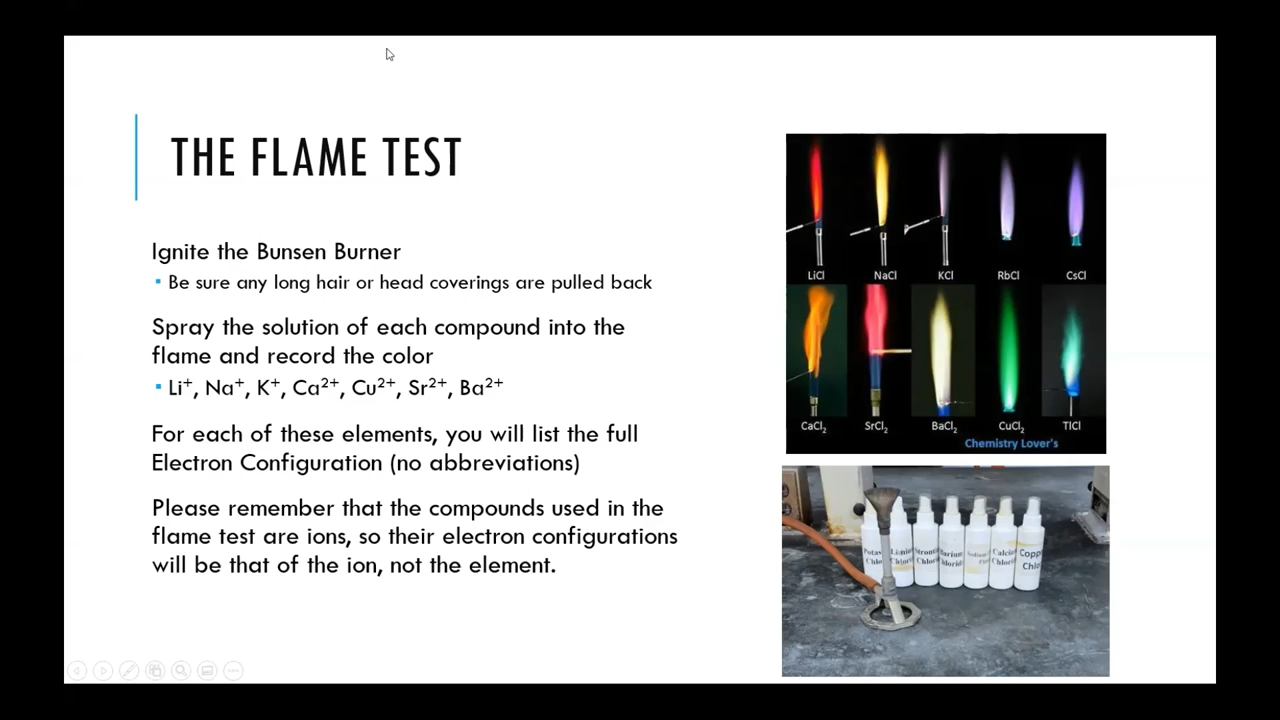 THE FLAME TEST
Ignite the Bunsen Burner
▪ Be sure any long hair or head coverings are pulled back
Spray the solution of each compound into the
flame and record the color
▪ Li⁺, Na⁺, K⁺, Ca²⁺, Cu²⁺, Sr²⁺, Ba²⁺
For each of these elements, you will list the full
Electron Configuration (no abbreviations)
Please remember that the compounds used in the
flame test are ions, so their electron configurations
will be that of the ion, not the element.
LiCl NaCl KCl RbCl CsCl
CaCl₂ SrCl₂ BaCl₂ CuCl₂ TlCl
Chemistry Lover's